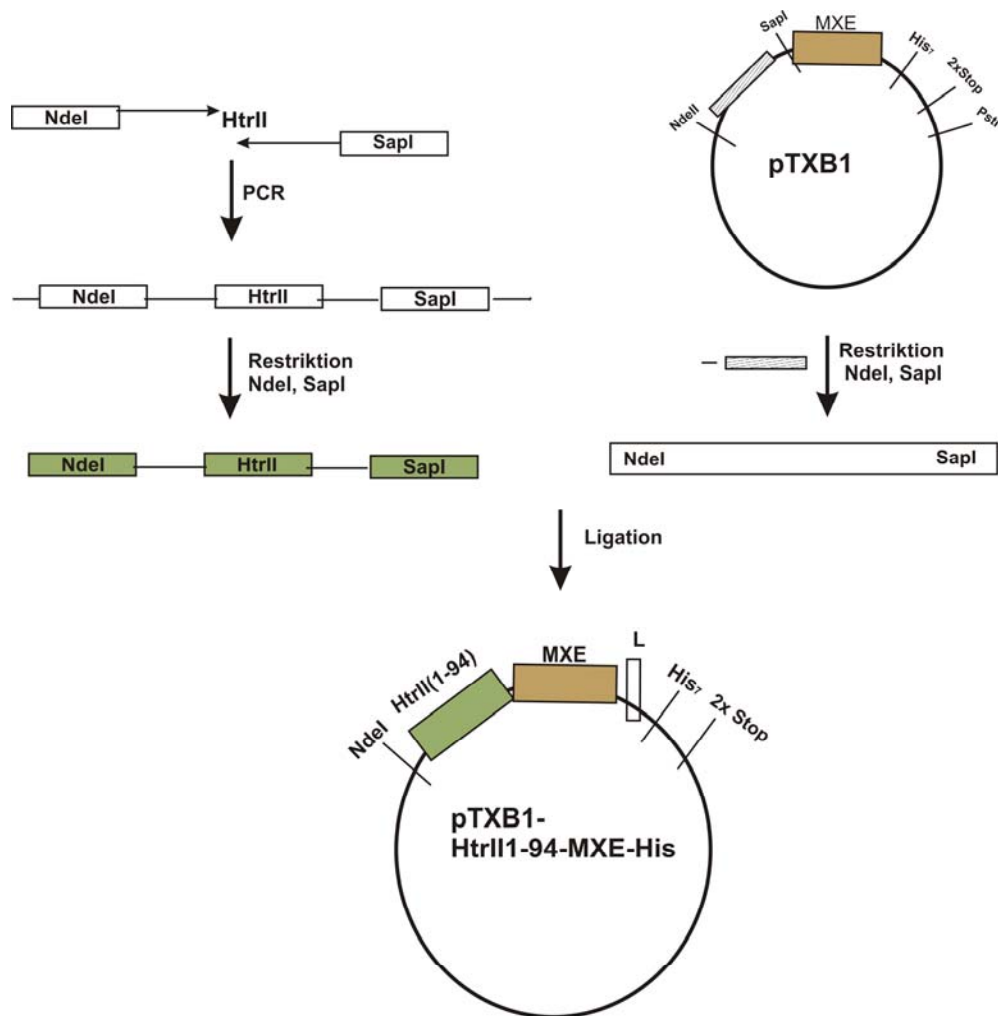 NdeI
HtrII
SapI
PCR
NdeI
HtrII
SapI
Restriktion
NdeI, SapI
NdeI
HtrII
SapI
SapI
MXE
His₇
2xStop
PstI
NdeII
pTXB1
Restriktion
NdeI, SapI
NdeI
SapI
Ligation
NdeI
HtrII(1-94)
MXE
L
His₇
2x Stop
pTXB1-
HtrII1-94-MXE-His